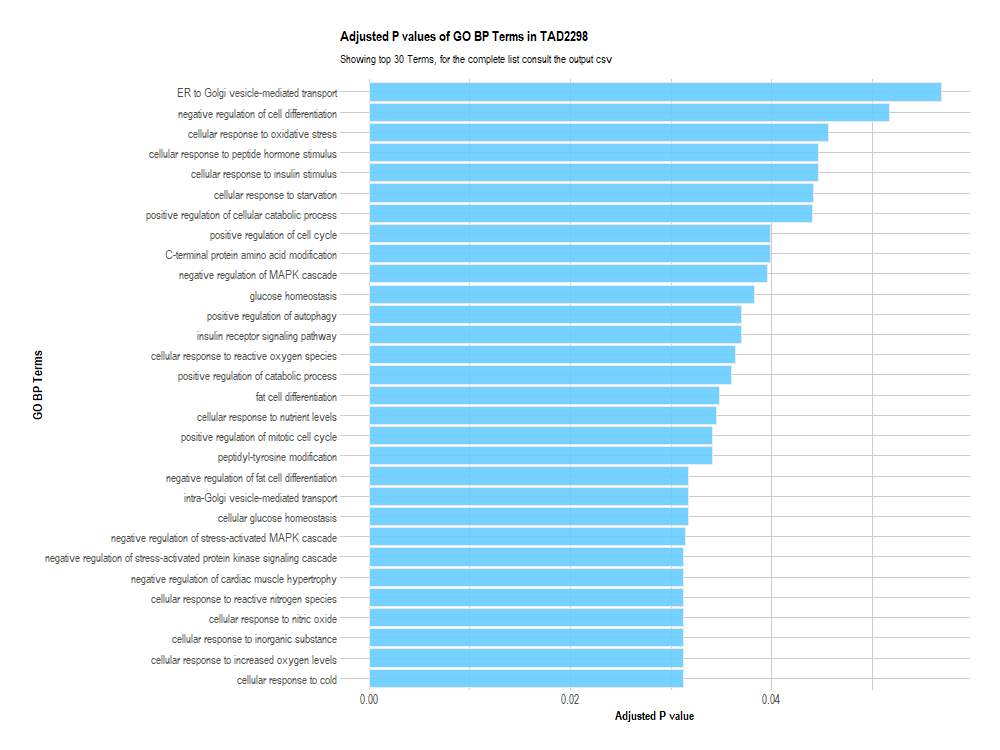 Adjusted P values of GO BP Terms in TAD2298
Showing top 30 Terms, for the complete list consult the output csv
GO BP Terms
ER to Golgi vesicle-mediated transport
negative regulation of cell differentiation
cellular response to oxidative stress
cellular response to peptide hormone stimulus
cellular response to insulin stimulus
cellular response to starvation
positive regulation of cellular catabolic process
positive regulation of cell cycle
C-terminal protein amino acid modification
negative regulation of MAPK cascade
glucose homeostasis
positive regulation of autophagy
insulin receptor signaling pathway
cellular response to reactive oxygen species
positive regulation of catabolic process
fat cell differentiation
cellular response to nutrient levels
positive regulation of mitotic cell cycle
peptidyl-tyrosine modification
negative regulation of fat cell differentiation
intra-Golgi vesicle-mediated transport
cellular glucose homeostasis
negative regulation of stress-activated MAPK cascade
negative regulation of stress-activated protein kinase signaling cascade
negative regulation of cardiac muscle hypertrophy
cellular response to reactive nitrogen species
cellular response to nitric oxide
cellular response to inorganic substance
cellular response to increased oxygen levels
cellular response to cold
0.00 0.02 0.04
Adjusted P value